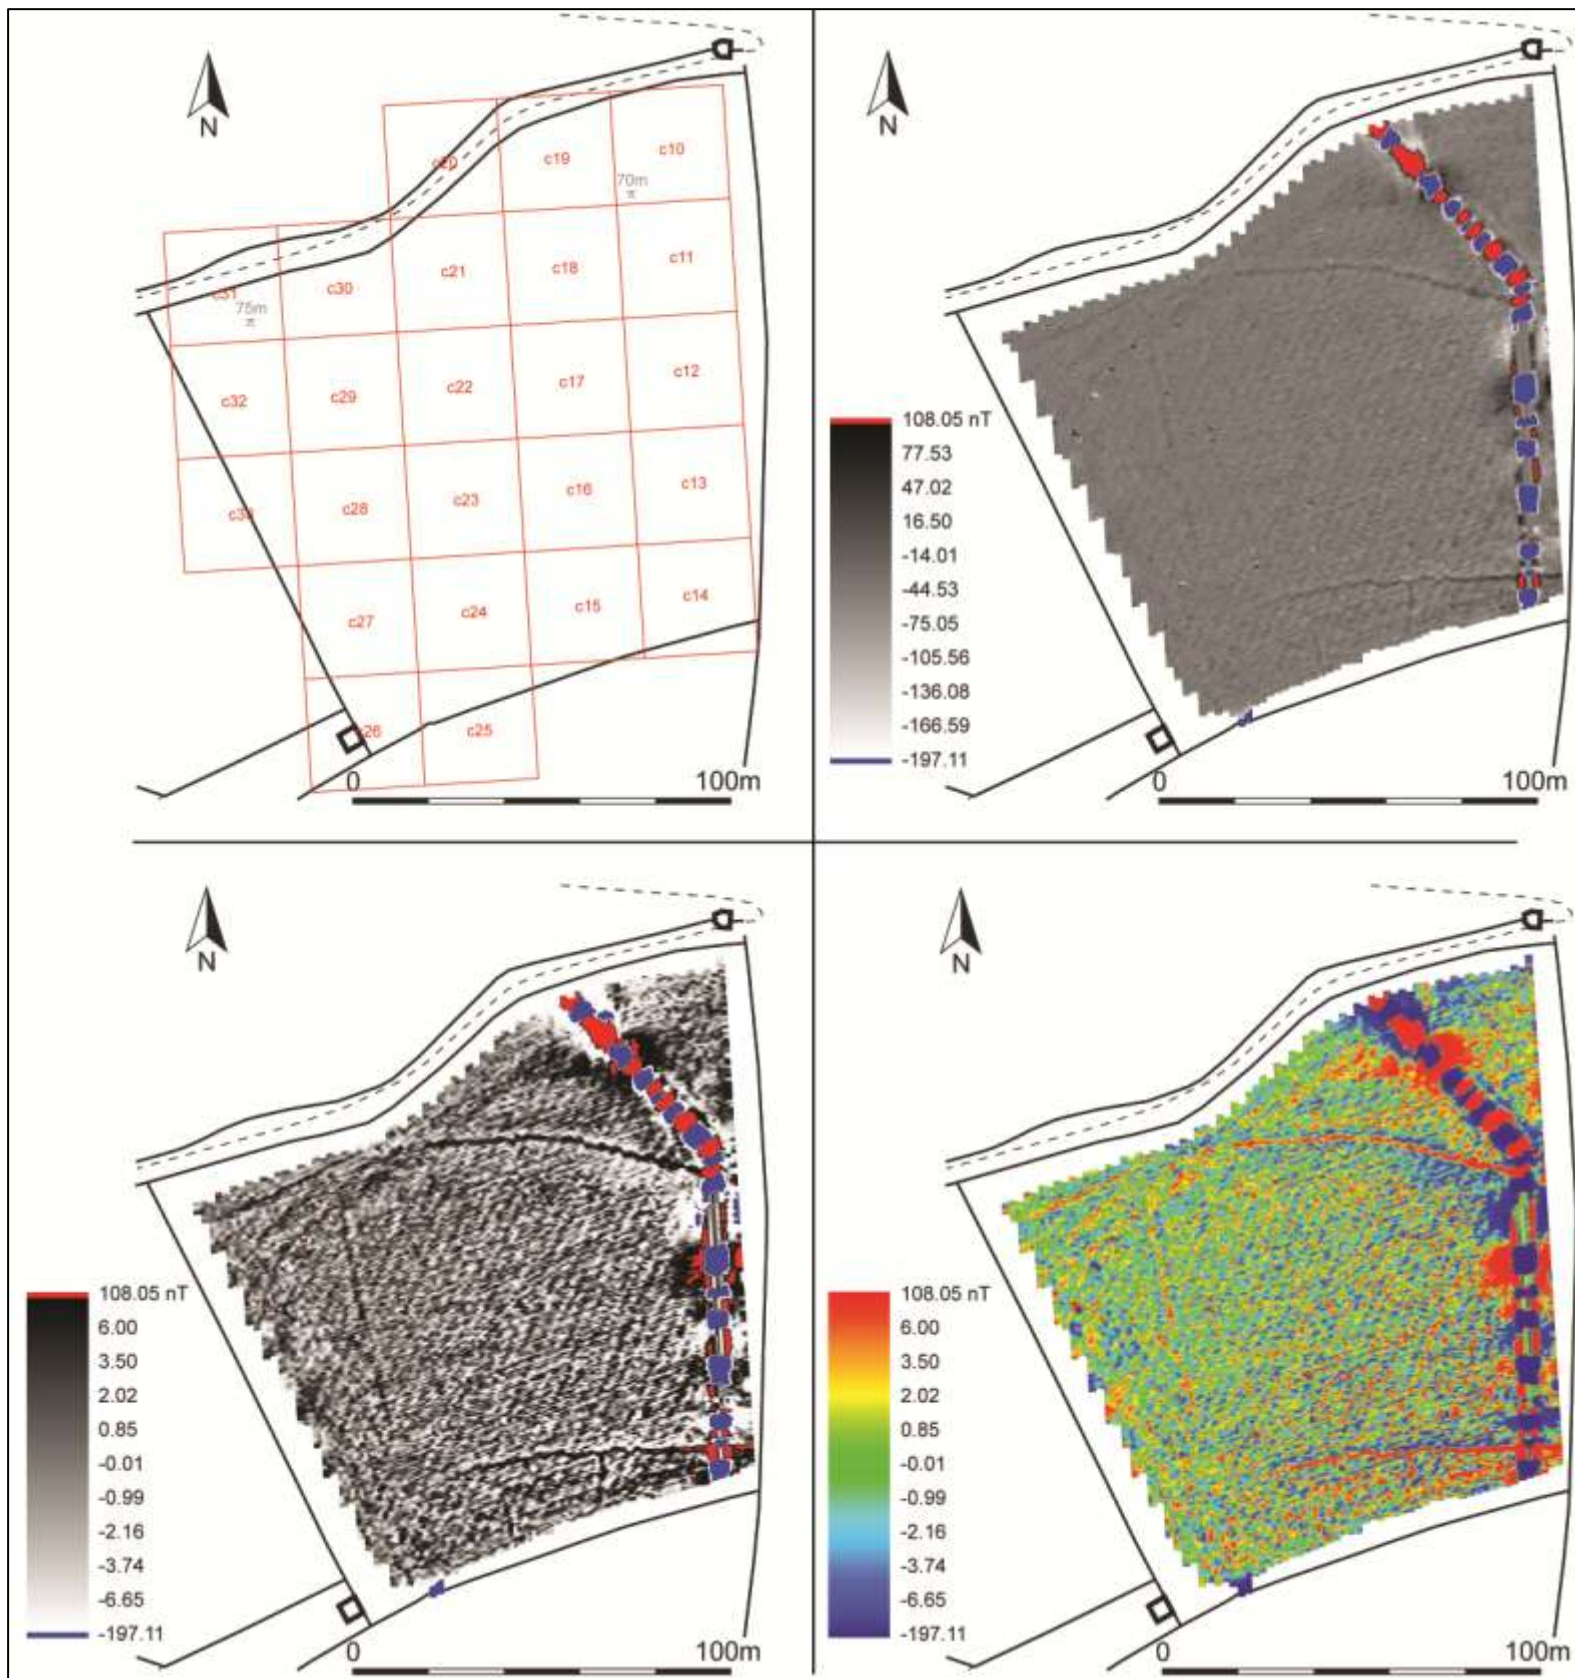 N
c20
c19
c10
70m
c31
c30
c21
c18
c11
75m
c32
c29
c22
c17
c12
c33
c28
c23
c16
c13
c27
c24
c15
c14
c26
c25
0
100m
N
108.05 nT
77.53
47.02
16.50
-14.01
-44.53
-75.05
-105.56
-136.08
-166.59
-197.11
0
100m
N
108.05 nT
6.00
3.50
2.02
0.85
-0.01
-0.99
-2.16
-3.74
-6.65
-197.11
0
100m
N
108.05 nT
6.00
3.50
2.02
0.85
-0.01
-0.99
-2.16
-3.74
-6.65
-197.11
0
100m